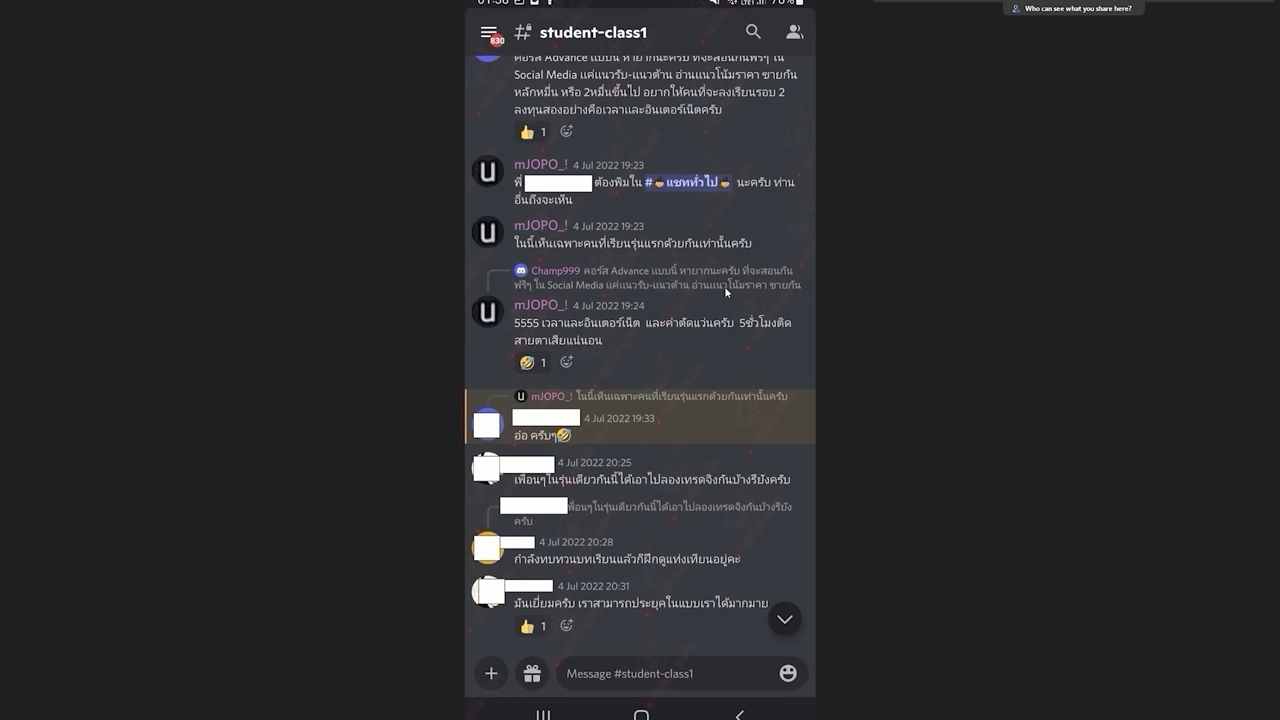 01:38
Who can see what you share here?
830
student-class1
คอร์ส Advance แบบนี้ หายากนะครับ ที่จะสอนกันฟรีๆ ใน
Social Media แค่แนวรับ-แนวต้าน อ่านแนวโน้มราคา ขายกัน
หลักหมื่น หรือ 2หมื่นขึ้นไป อยากให้คนที่จะลงเรียนรอบ 2
ลงทุนสองอย่างคือเวลาและอินเตอร์เน็ตครับ
👍 1
U
mJOPO_! 4 Jul 2022 19:23
พี่ ต้องพิมใน #🧒แชททั่วไป🧒 นะครับ ท่าน
อื่นถึงจะเห็น
U
mJOPO_! 4 Jul 2022 19:23
ในนี้เห็นเฉพาะคนที่เรียนรุ่นแรกด้วยกันเท่านั้นครับ
Champ999 คอร์ส Advance แบบนี้ หายากนะครับ ที่จะสอนกัน
ฟรีๆ ใน Social Media แค่แนวรับ-แนวต้าน อ่านแนวโน้มราคา ขายกัน
U
mJOPO_! 4 Jul 2022 19:24
5555 เวลาและอินเตอร์เน็ต และค่าตัดแว่นครับ 5ชั่วโมงติด
สายตาเสียแน่นอน
🤣 1
U mJOPO_! ในนี้เห็นเฉพาะคนที่เรียนรุ่นแรกด้วยกันเท่านั้นครับ
4 Jul 2022 19:33
อ่อ ครับๆ🤣
4 Jul 2022 20:25
เพื่อนๆในรุ่นเดียวกันนี้ได้เอาไปลองเทรดจิงกันบ้างรึยังครับ
เพื่อนๆในรุ่นเดียวกันนี้ได้เอาไปลองเทรดจิงกันบ้างรึยัง
ครับ
4 Jul 2022 20:28
กำลังทบทวนบทเรียนแล้วก็ฝึกดูแท่งเทียนอยู่คะ
4 Jul 2022 20:31
มันเยี่ยมครับ เราสามารถประยุคในแบบเราได้มากมาย
👍 1
Message #student-class1